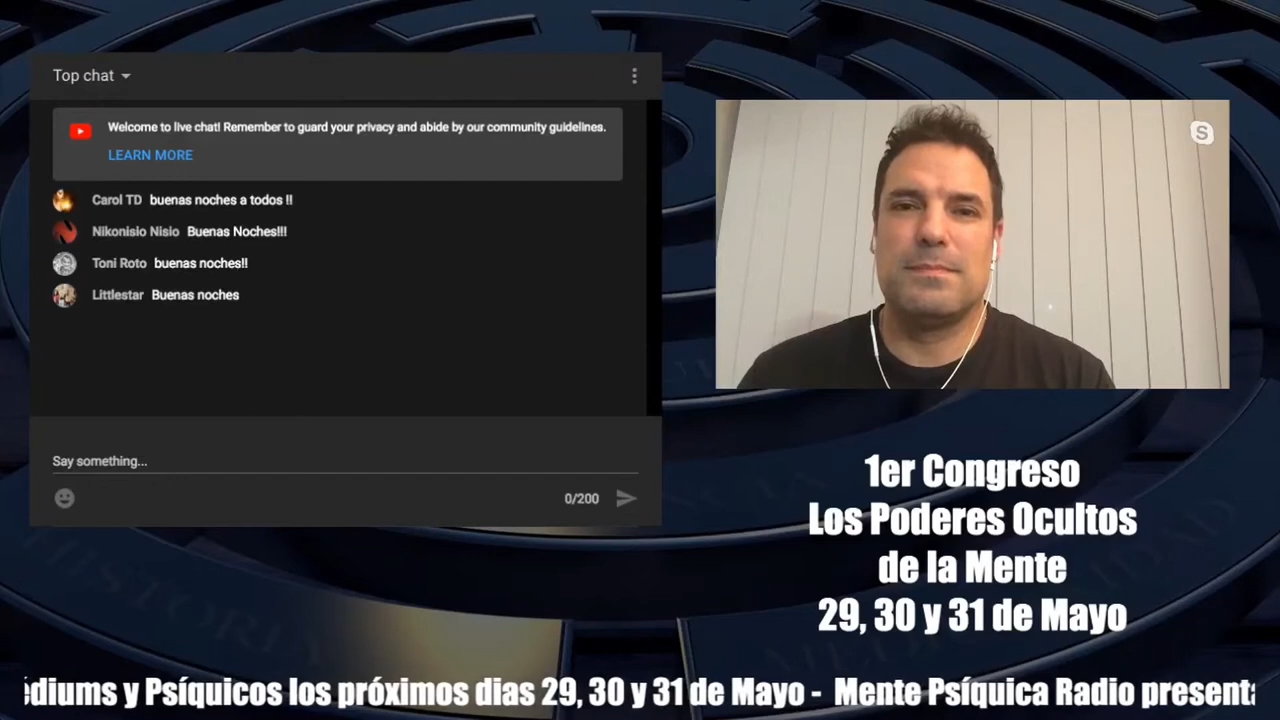 Top chat
Welcome to live chat! Remember to guard your privacy and abide by our community guidelines.
LEARN MORE
Carol TD buenas noches a todos !!
Nikonisio Nisio Buenas Noches!!!
Toni Roto buenas noches!!
Littlestar Buenas noches
Say something...
0/200
S
1er Congreso
Los Poderes Ocultos
de la Mente
29, 30 y 31 de Mayo
y Psíquicos los próximos dias 29, 30 y 31 de Mayo - Mente Psíquica Radio